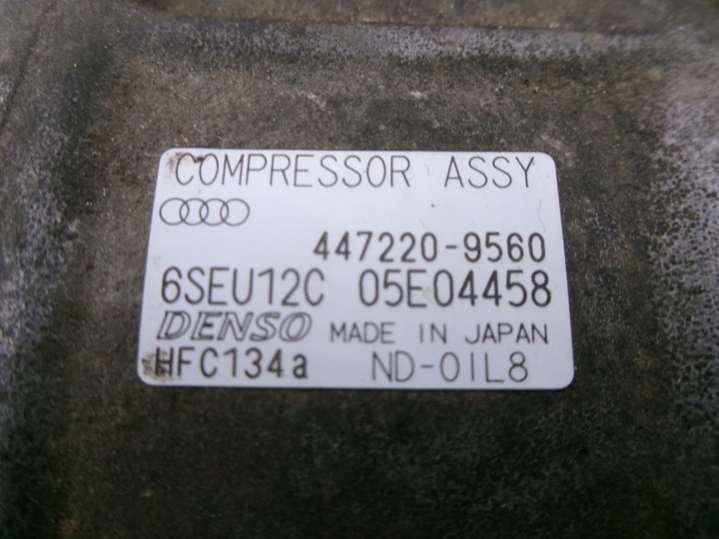 COMPRESSOR ASSY
447220-9560
6SEU12C 05E04458
DENSO MADE IN JAPAN
HFC134a ND-OIL8